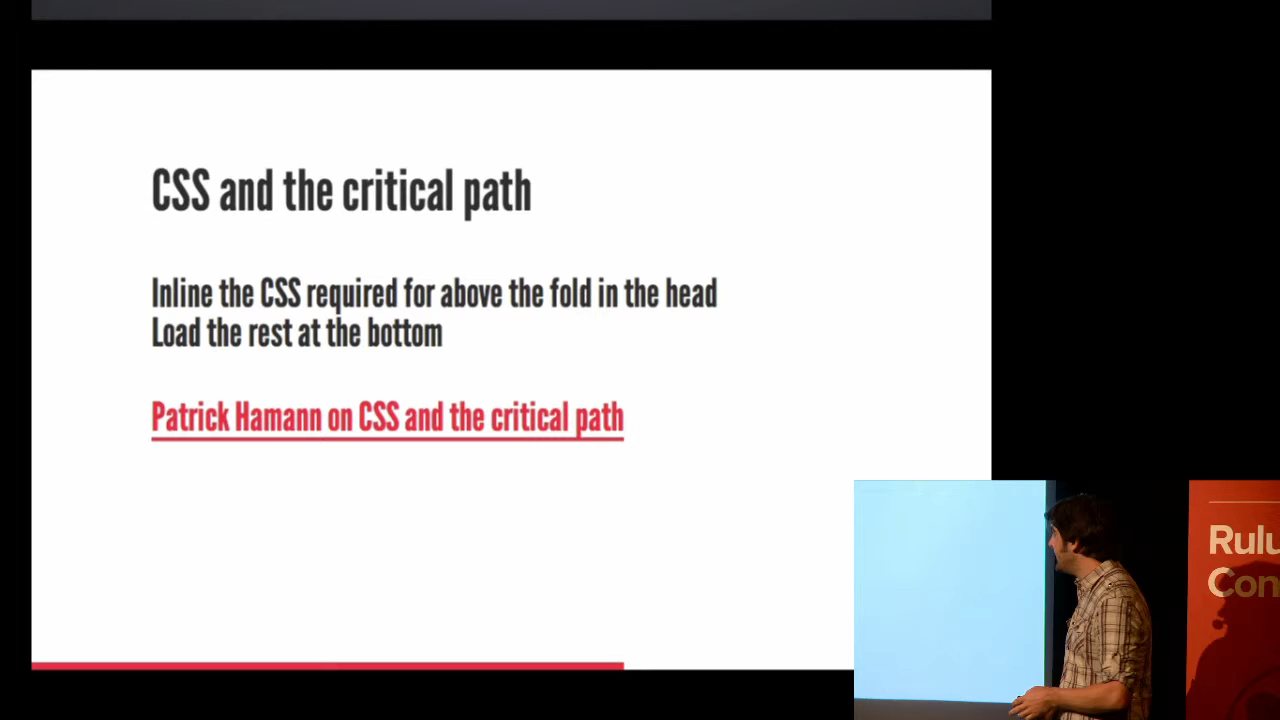 CSS and the critical path
Inline the CSS required for above the fold in the head
Load the rest at the bottom
Patrick Hamann on CSS and the critical path